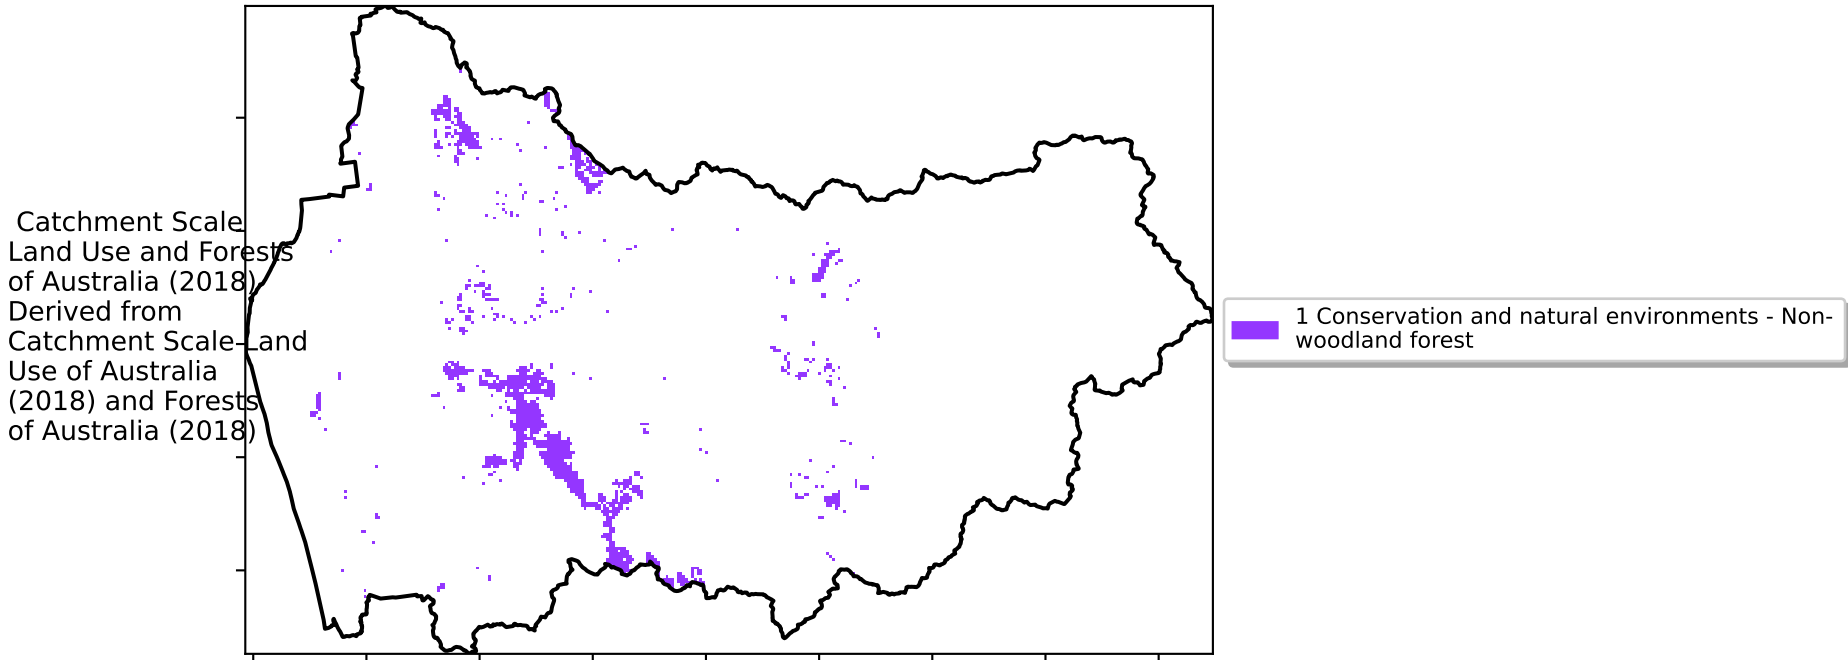 Catchment Scale
Land Use and Forests
of Australia (2018)
Derived from
Catchment Scale Land
Use of Australia
(2018) and Forests
of Australia (2018)
1 Conservation and natural environments - Non-
woodland forest